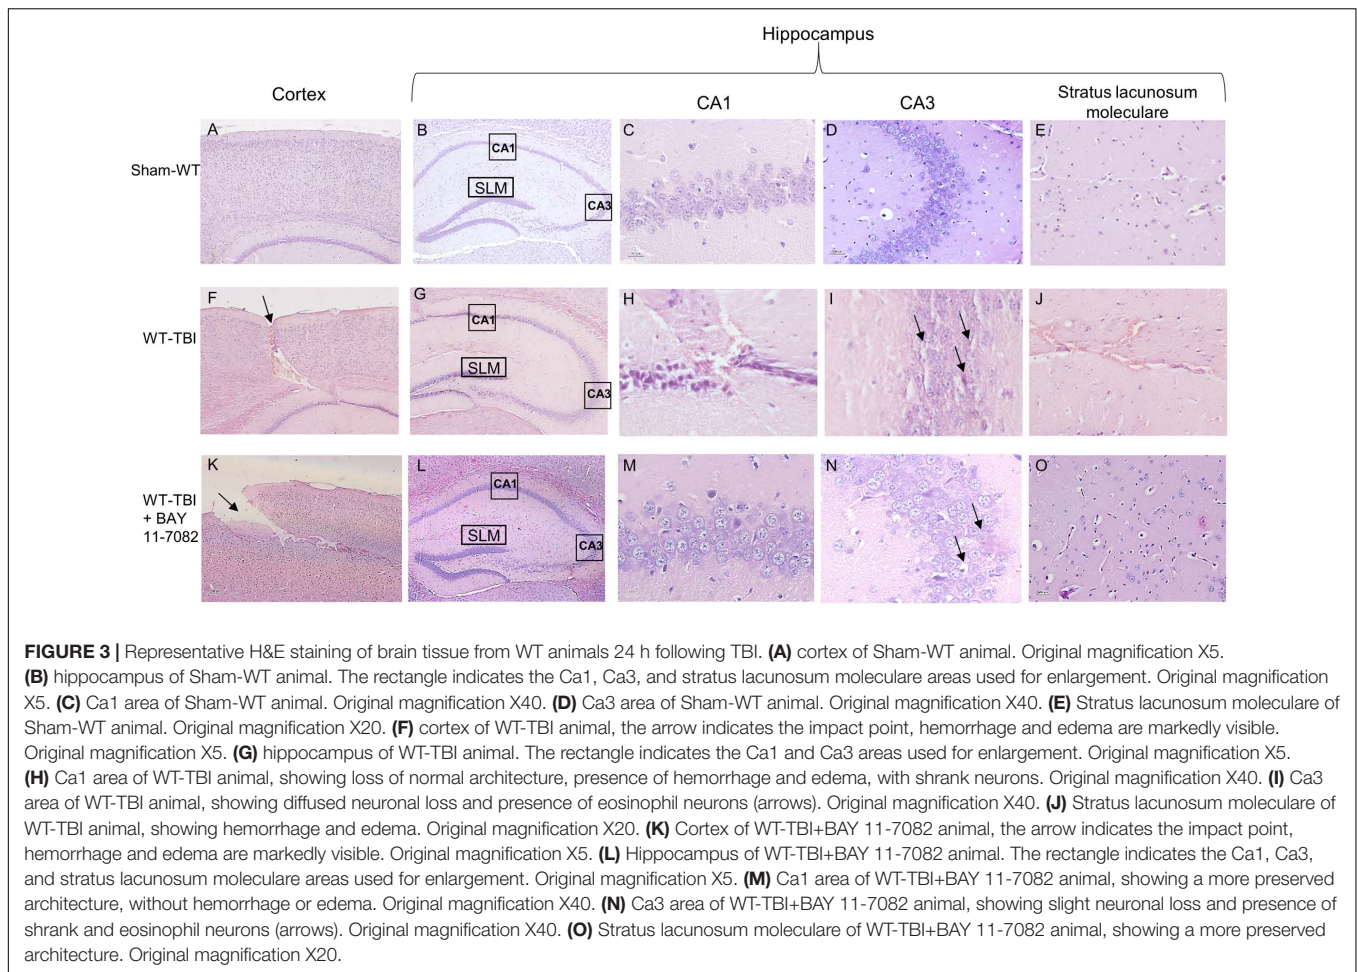 Hippocampus
Cortex
CA1
CA3
Stratus lacunosum
moleculare
Sham-WT
A
B
CA1
SLM
CA3
C
D
E
WT-TBI
F
G
CA1
SLM
CA3
H
I
J
WT-TBI
+ BAY
11-7082
K
L
CA1
SLM
CA3
M
N
O
FIGURE 3 | Representative H&E staining of brain tissue from WT animals 24 h following TBI. (A) cortex of Sham-WT animal. Original magnification X5.
(B) hippocampus of Sham-WT animal. The rectangle indicates the Ca1, Ca3, and stratus lacunosum moleculare areas used for enlargement. Original magnification
X5. (C) Ca1 area of Sham-WT animal. Original magnification X40. (D) Ca3 area of Sham-WT animal. Original magnification X40. (E) Stratus lacunosum moleculare of
Sham-WT animal. Original magnification X20. (F) cortex of WT-TBI animal, the arrow indicates the impact point, hemorrhage and edema are markedly visible.
Original magnification X5. (G) hippocampus of WT-TBI animal. The rectangle indicates the Ca1 and Ca3 areas used for enlargement. Original magnification X5.
(H) Ca1 area of WT-TBI animal, showing loss of normal architecture, presence of hemorrhage and edema, with shrank neurons. Original magnification X40. (I) Ca3
area of WT-TBI animal, showing diffused neuronal loss and presence of eosinophil neurons (arrows). Original magnification X40. (J) Stratus lacunosum moleculare of
WT-TBI animal, showing hemorrhage and edema. Original magnification X20. (K) Cortex of WT-TBI+BAY 11-7082 animal, the arrow indicates the impact point,
hemorrhage and edema are markedly visible. Original magnification X5. (L) Hippocampus of WT-TBI+BAY 11-7082 animal. The rectangle indicates the Ca1, Ca3,
and stratus lacunosum moleculare areas used for enlargement. Original magnification X5. (M) Ca1 area of WT-TBI+BAY 11-7082 animal, showing a more preserved
architecture, without hemorrhage or edema. Original magnification X40. (N) Ca3 area of WT-TBI+BAY 11-7082 animal, showing slight neuronal loss and presence of
shrank and eosinophil neurons (arrows). Original magnification X40. (O) Stratus lacunosum moleculare of WT-TBI+BAY 11-7082 animal, showing a more preserved
architecture. Original magnification X20.